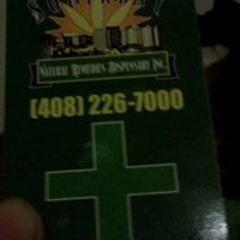 NATURAL REMEDIES DISPENSARY INC.
(408) 226-7000